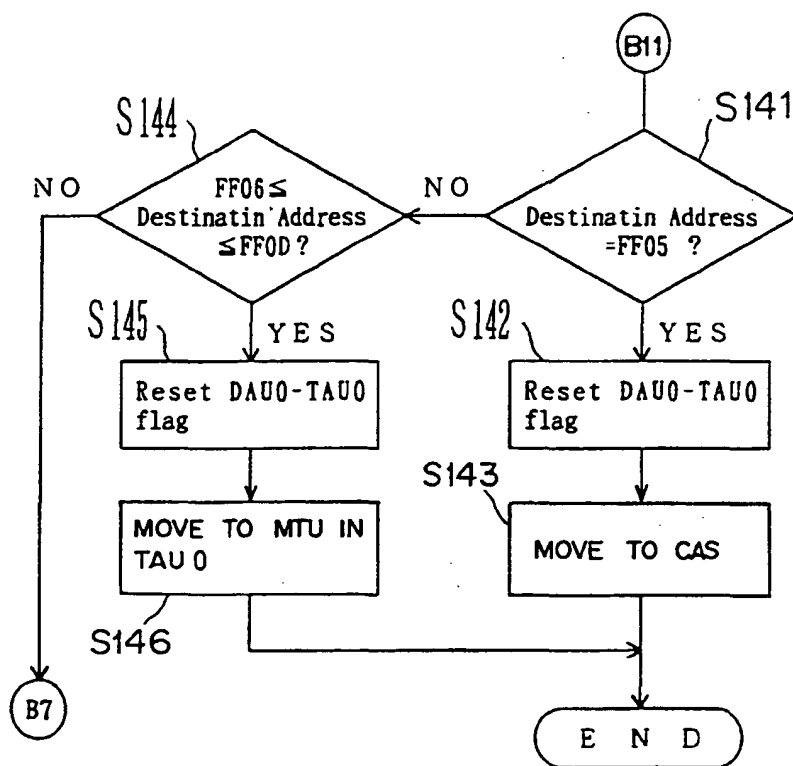 B11
S144
S141
NO
FF06≦
Destinatin Address
≦FF0D?
NO
Destinatin Address
=FF05 ?
S145
YES
S142
YES
Reset DAU0-TAU0
flag
Reset DAU0-TAU0
flag
S143
MOVE TO MTU IN
TAU 0
MOVE TO CAS
S146
B7
E N D